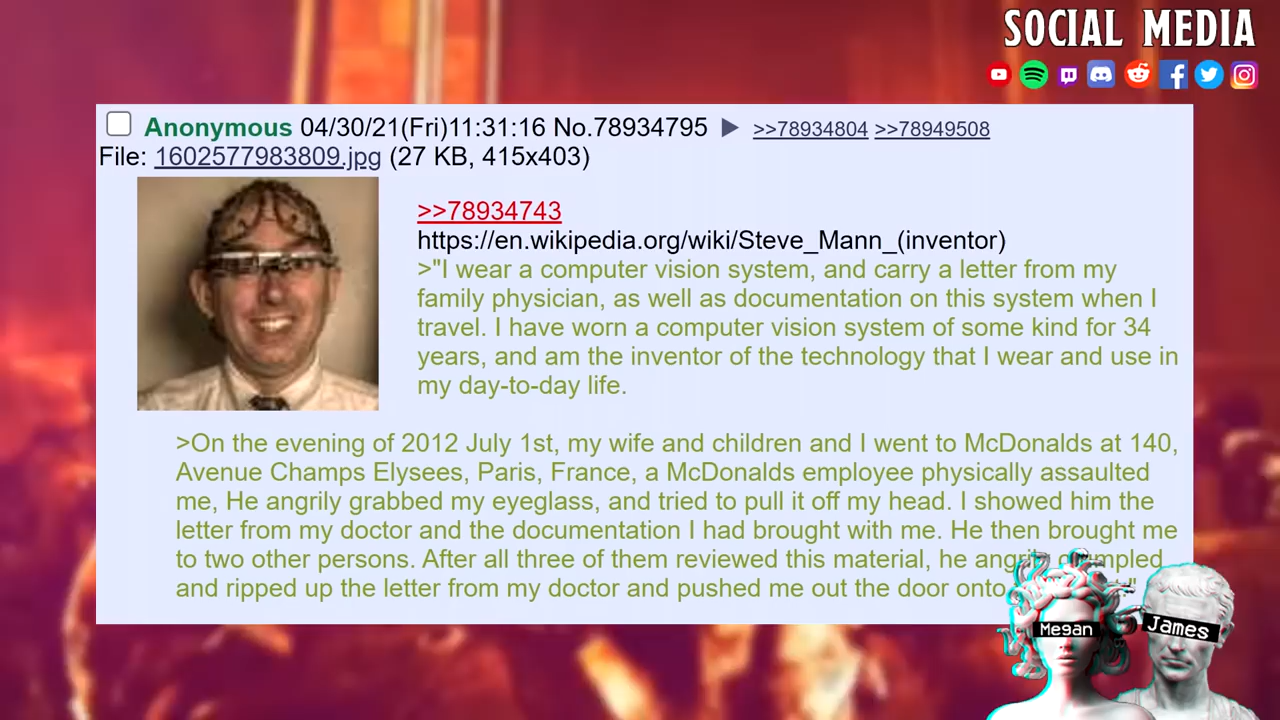 SOCIAL MEDIA
Anonymous 04/30/21(Fri)11:31:16 No.78934795 ▶ >>78934804 >>78949508
File: 1602577983809.jpg (27 KB, 415x403)
>>78934743
https://en.wikipedia.org/wiki/Steve_Mann_(inventor)
>"I wear a computer vision system, and carry a letter from my
family physician, as well as documentation on this system when I
travel. I have worn a computer vision system of some kind for 34
years, and am the inventor of the technology that I wear and use in
my day-to-day life.
>On the evening of 2012 July 1st, my wife and children and I went to McDonalds at 140,
Avenue Champs Elysees, Paris, France, a McDonalds employee physically assaulted
me, He angrily grabbed my eyeglass, and tried to pull it off my head. I showed him the
letter from my doctor and the documentation I had brought with me. He then brought me
to two other persons. After all three of them reviewed this material, he angrily crumpled
and ripped up the letter from my doctor and pushed me out the door onto
Megan
James